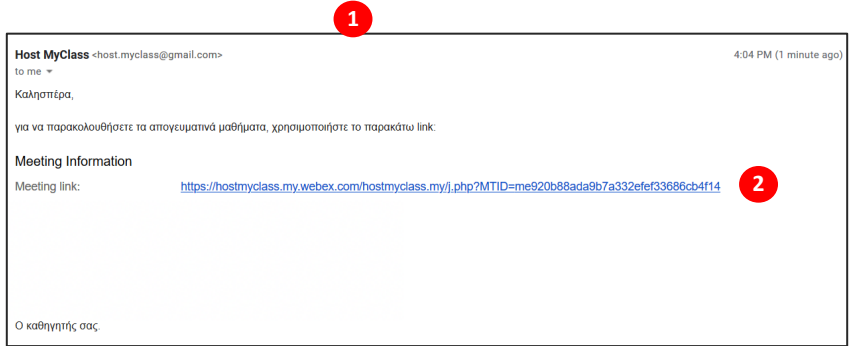 1
Host MyClass <host.myclass@gmail.com> 4:04 PM (1 minute ago)
to me
Καλησπέρα,
για να παρακολουθήσετε τα απογευματινά μαθήματα, χρησιμοποιήστε το παρακάτω link:
Meeting Information
Meeting link: https://hostmyclass.my.webex.com/hostmyclass.my/j.php?MTID=me920b88ada9b7a332efef33686cb4f14 2
Ο καθηγητής σας.